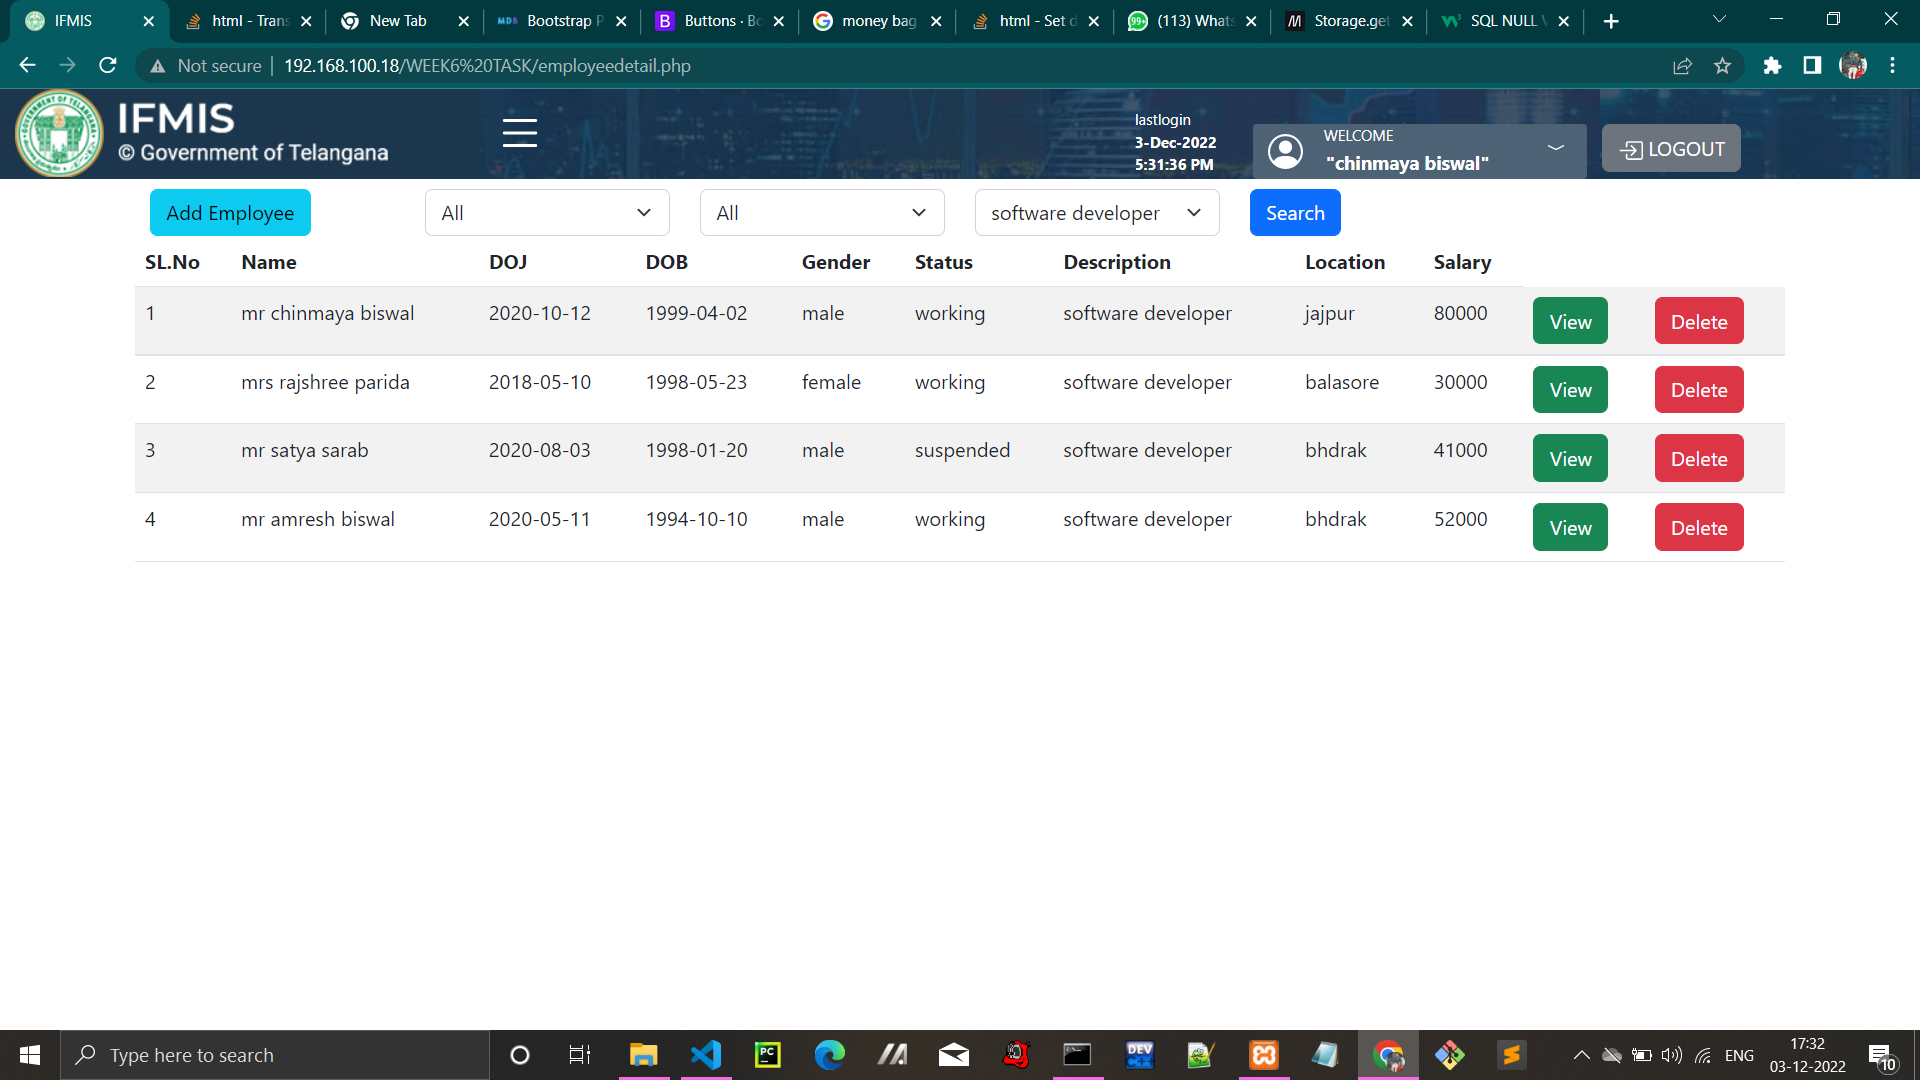 IFMIS
html - Trans
New Tab
MDB Bootstrap P
B Buttons · Bo
money bag
html - Set d
99+ (113) Whats
Storage.get
SQL NULL V
Not secure | 192.168.100.18/WEEK6%20TASK/employeedetail.php
IFMIS
© Government of Telangana
lastlogin
3-Dec-2022
5:31:36 PM
WELCOME
"chinmaya biswal"
LOGOUT
Add Employee All All software developer Search
SL.No Name DOJ DOB Gender Status Description Location Salary
1 mr chinmaya biswal 2020-10-12 1999-04-02 male working software developer jajpur 80000 View Delete
2 mrs rajshree parida 2018-05-10 1998-05-23 female working software developer balasore 30000 View Delete
3 mr satya sarab 2020-08-03 1998-01-20 male suspended software developer bhdrak 41000 View Delete
4 mr amresh biswal 2020-05-11 1994-10-10 male working software developer bhdrak 52000 View Delete
Type here to search
PC
DEV
C++
ENG
17:32
03-12-2022
10